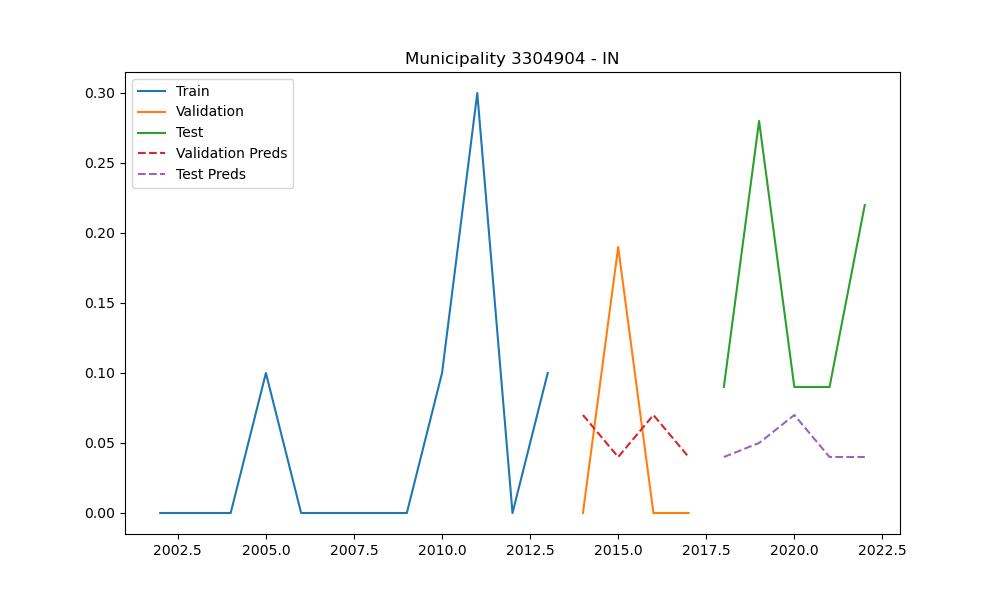 Municipality 3304904 - IN
Train
Validation
Test
Validation Preds
Test Preds
0.30
0.25
0.20
0.15
0.10
0.05
0.00
2002.5 2005.0 2007.5 2010.0 2012.5 2015.0 2017.5 2020.0 2022.5